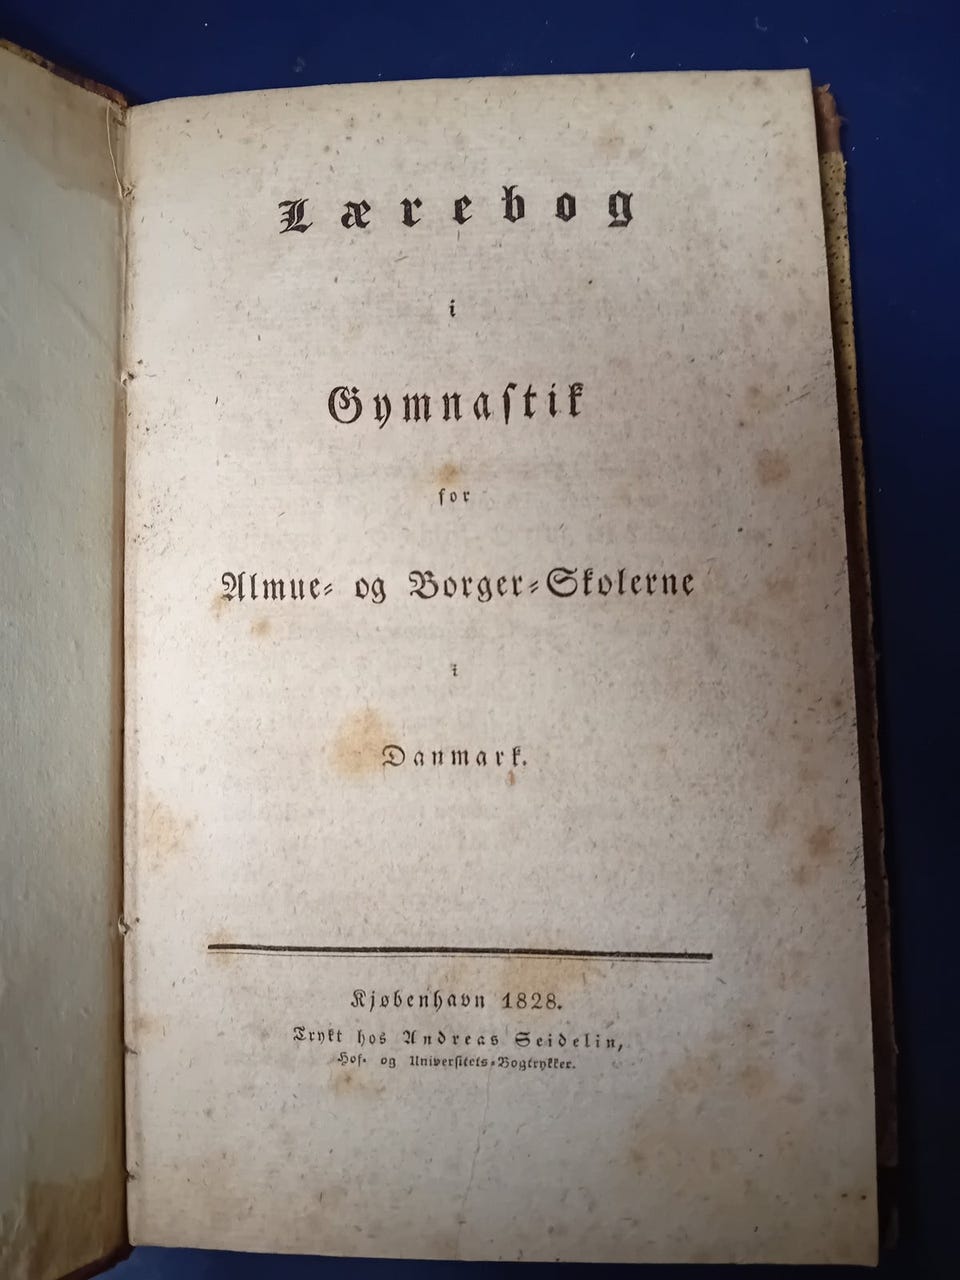 Lærebog
i
Gymnaſtik
for
Almue- og Borger-Skolerne
i
Danmark.
Kjøbenhavn 1828.
Trykt hos Andreas Seidelin,
Hof- og Univerſitets-Bogtrykker.